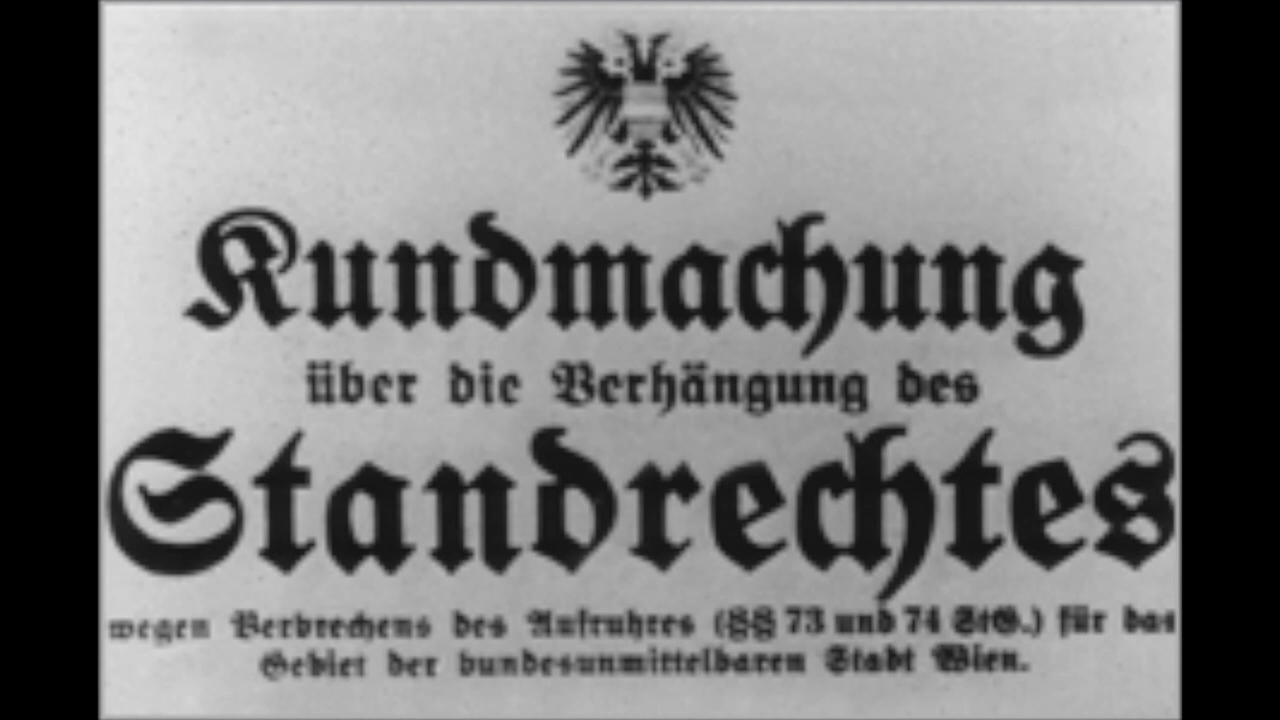 Kundmachung
über die Verhängung des
Standrechtes
wegen Verbrechens des Aufruhres (§§ 73 und 74 StG.) für das
Gebiet der bundesunmittelbaren Stadt Wien.